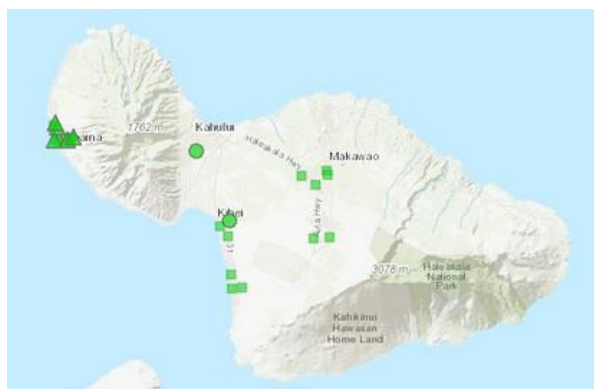 Kahului
1762 m
Haleakala Hwy
Makawao
Kihei
3078 m
Haleakala
National
Park
Kahikinui
Hawaiian
Home Land